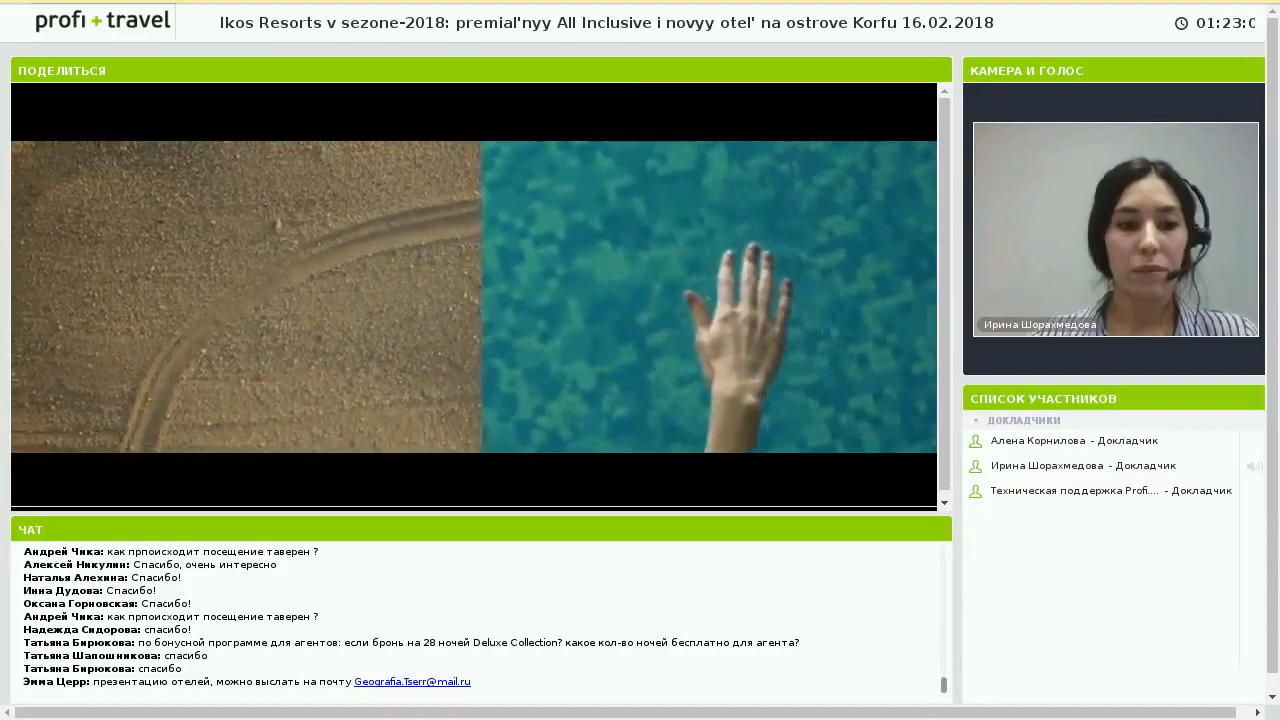 profi + travel
Ikos Resorts v sezone-2018: premial'nyy All Inclusive i novyy otel' na ostrove Korfu 16.02.2018
01:23:0
ПОДЕЛИТЬСЯ
КАМЕРА И ГОЛОС
Ирина Шорахмедова
СПИСОК УЧАСТНИКОВ
ДОКЛАДЧИКИ
Алена Корнилова - Докладчик
Ирина Шорахмедова - Докладчик
Техническая поддержка Profi.... - Докладчик
ЧАТ
Андрей Чика: как прпоисходит посещение таверен ?
Алексей Никулин: Спасибо, очень интересно
Наталья Алехина: Спасибо!
Инна Дудова: Спасибо!
Оксана Горновская: Спасибо!
Андрей Чика: как прпоисходит посещение таверен ?
Надежда Сидорова: спасибо!
Татьяна Бирюкова: по бонусной программе для агентов: если бронь на 28 ночей Deluxe Collection? какое кол-во ночей бесплатно для агента?
Татьяна Шапошникова: спасибо
Татьяна Бирюкова: спасибо
Эмма Церр: презентацию отелей, можно выслать на почту Geografia.Tserr@mail.ru